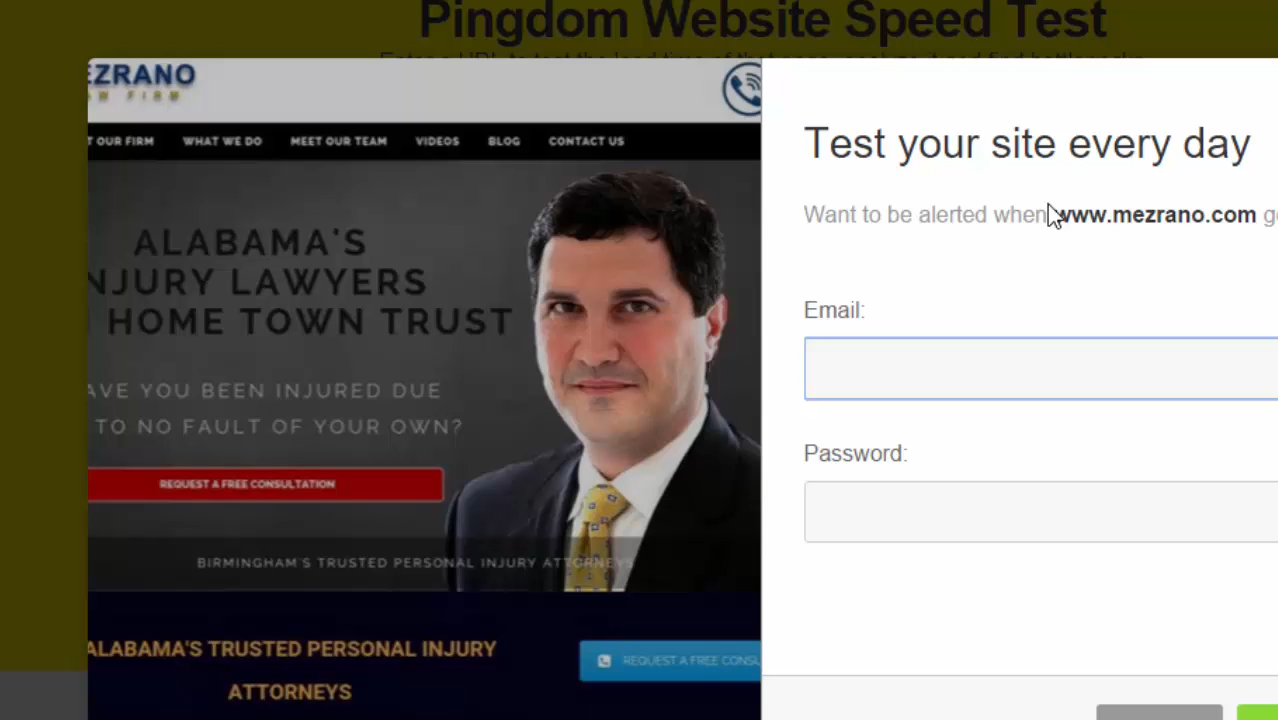 Pingdom Website Speed Test
EZRANO
W FIRM
T OUR FIRM WHAT WE DO MEET OUR TEAM VIDEOS BLOG CONTACT US
ALABAMA'S
NJURY LAWYERS
HOME TOWN TRUST
AVE YOU BEEN INJURED DUE
TO NO FAULT OF YOUR OWN?
REQUEST A FREE CONSULTATION
BIRMINGHAM'S TRUSTED PERSONAL INJURY ATTORNEYS
ALABAMA'S TRUSTED PERSONAL INJURY
ATTORNEYS
REQUEST A FREE CONSU
Test your site every day
Want to be alerted when www.mezrano.com g
Email:
Password: